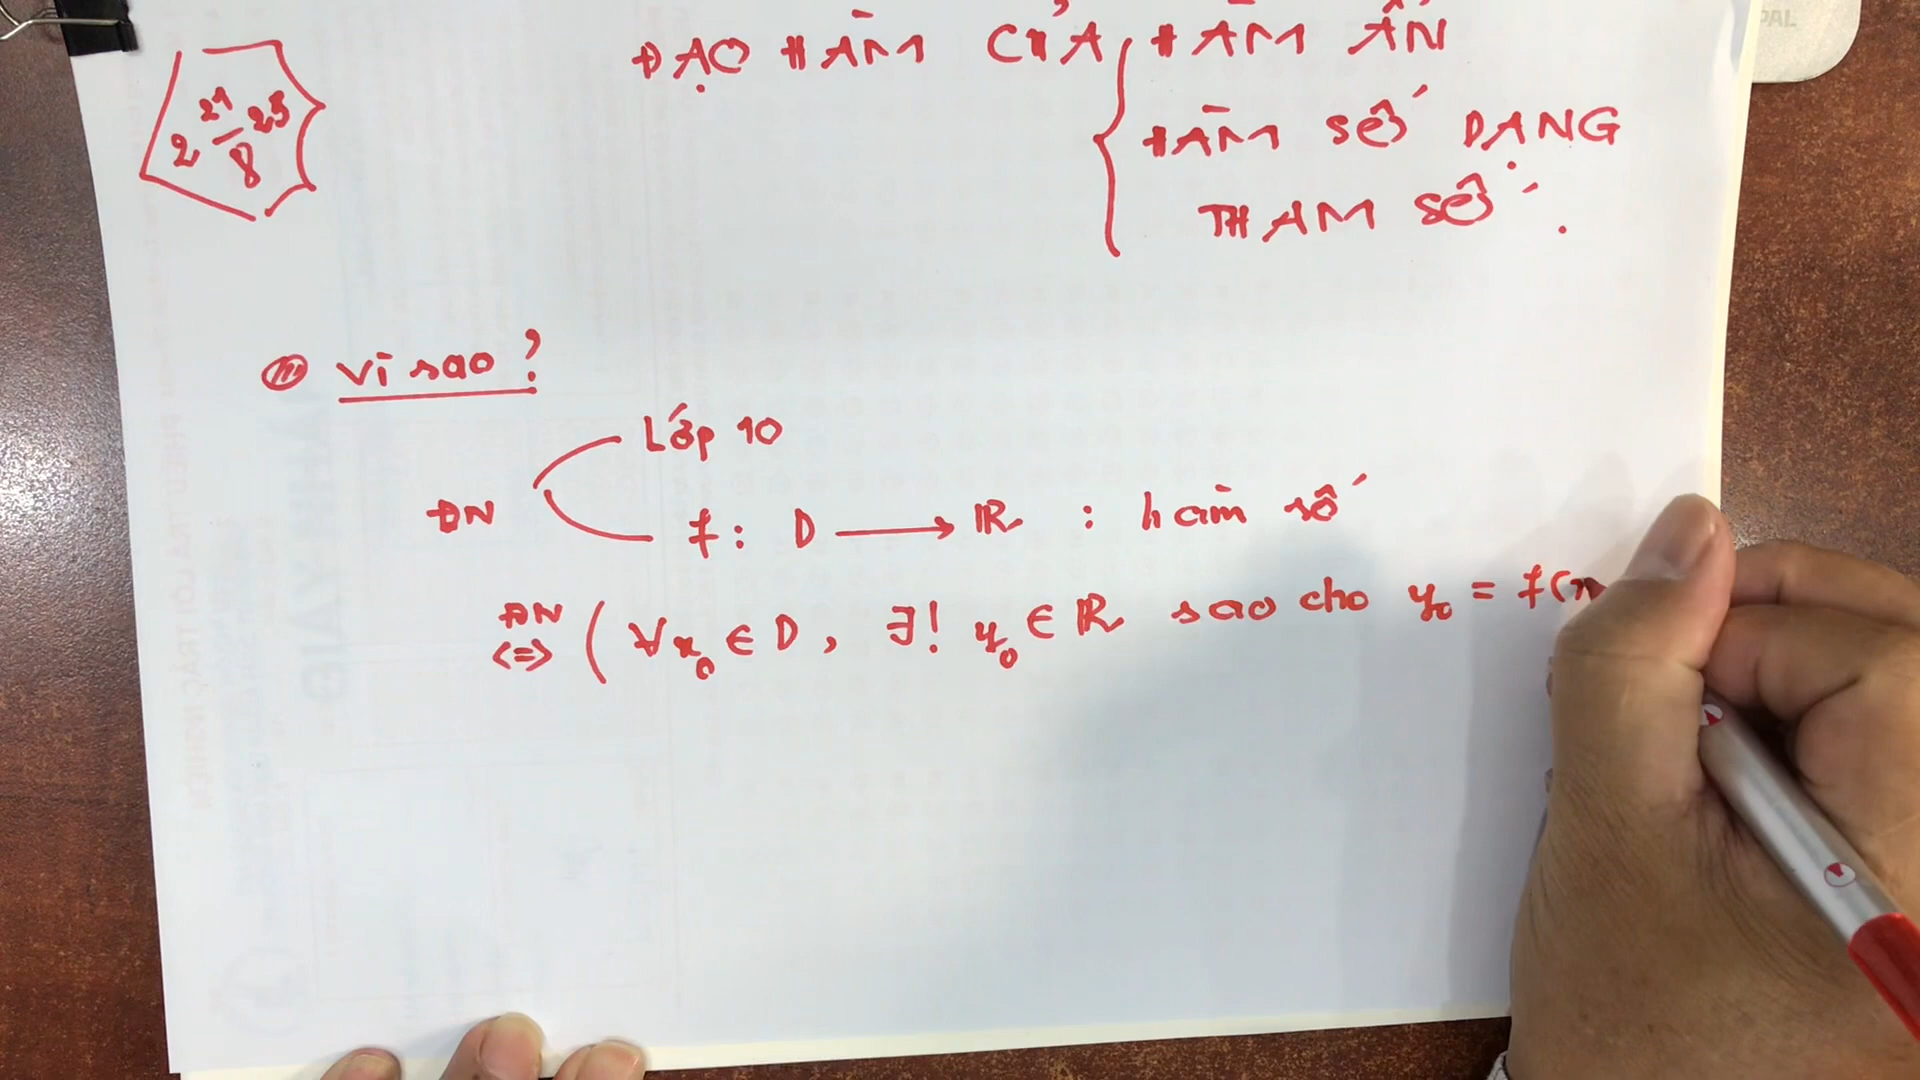 ĐẠO HÀM CỦA { HÀM ẨN
HÀM SỐ DẠNG
THAM SỐ.
2 21/8 25
Vì sao?
Lớp 10
ĐN
f: D ⟶ ℝ : hàm số
ĐN
<=> ( ∀x₀ ∈ D, ∃! y₀ ∈ ℝ sao cho y₀ = f(x